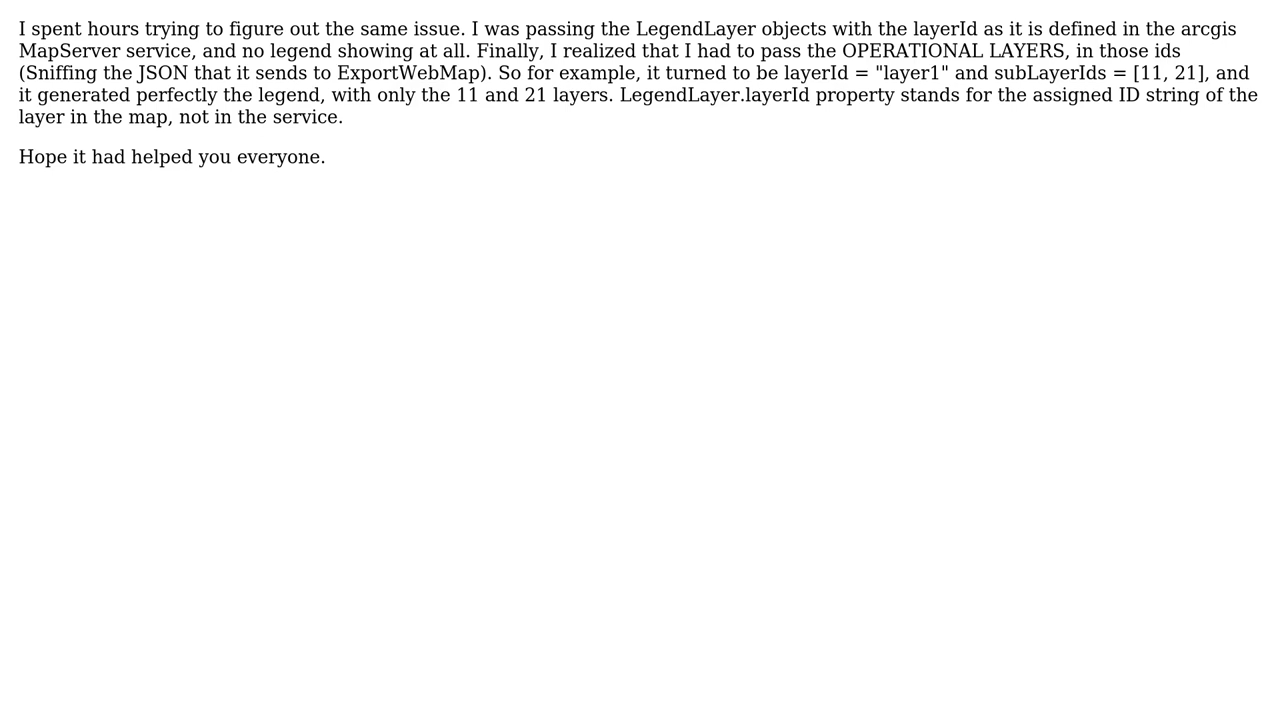 I spent hours trying to figure out the same issue. I was passing the LegendLayer objects with the layerId as it is defined in the arcgis
MapServer service, and no legend showing at all. Finally, I realized that I had to pass the OPERATIONAL LAYERS, in those ids
(Sniffing the JSON that it sends to ExportWebMap). So for example, it turned to be layerId = "layer1" and subLayerIds = [11, 21], and
it generated perfectly the legend, with only the 11 and 21 layers. LegendLayer.layerId property stands for the assigned ID string of the
layer in the map, not in the service.
Hope it had helped you everyone.